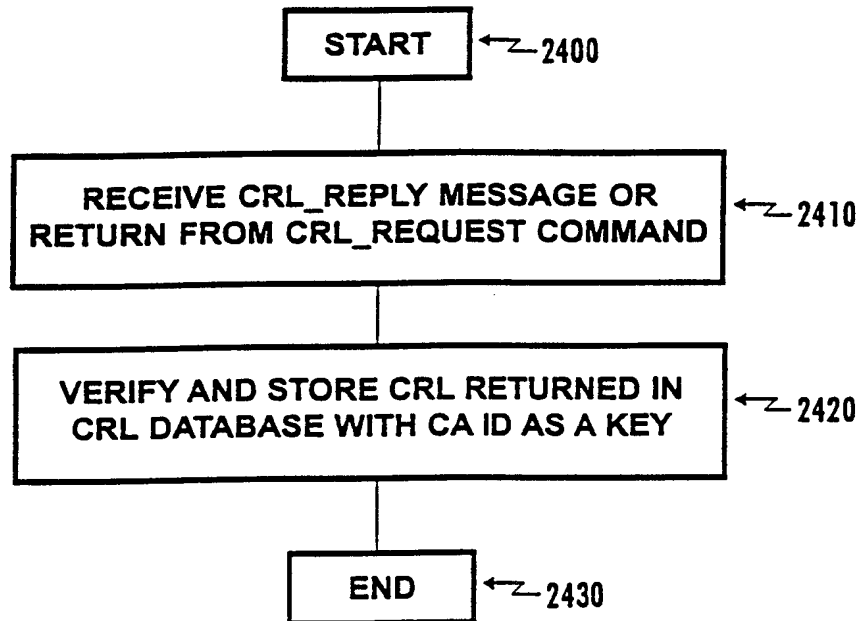 START
2400
RECEIVE CRL_REPLY MESSAGE OR
RETURN FROM CRL_REQUEST COMMAND
2410
VERIFY AND STORE CRL RETURNED IN
CRL DATABASE WITH CA ID AS A KEY
2420
END
2430